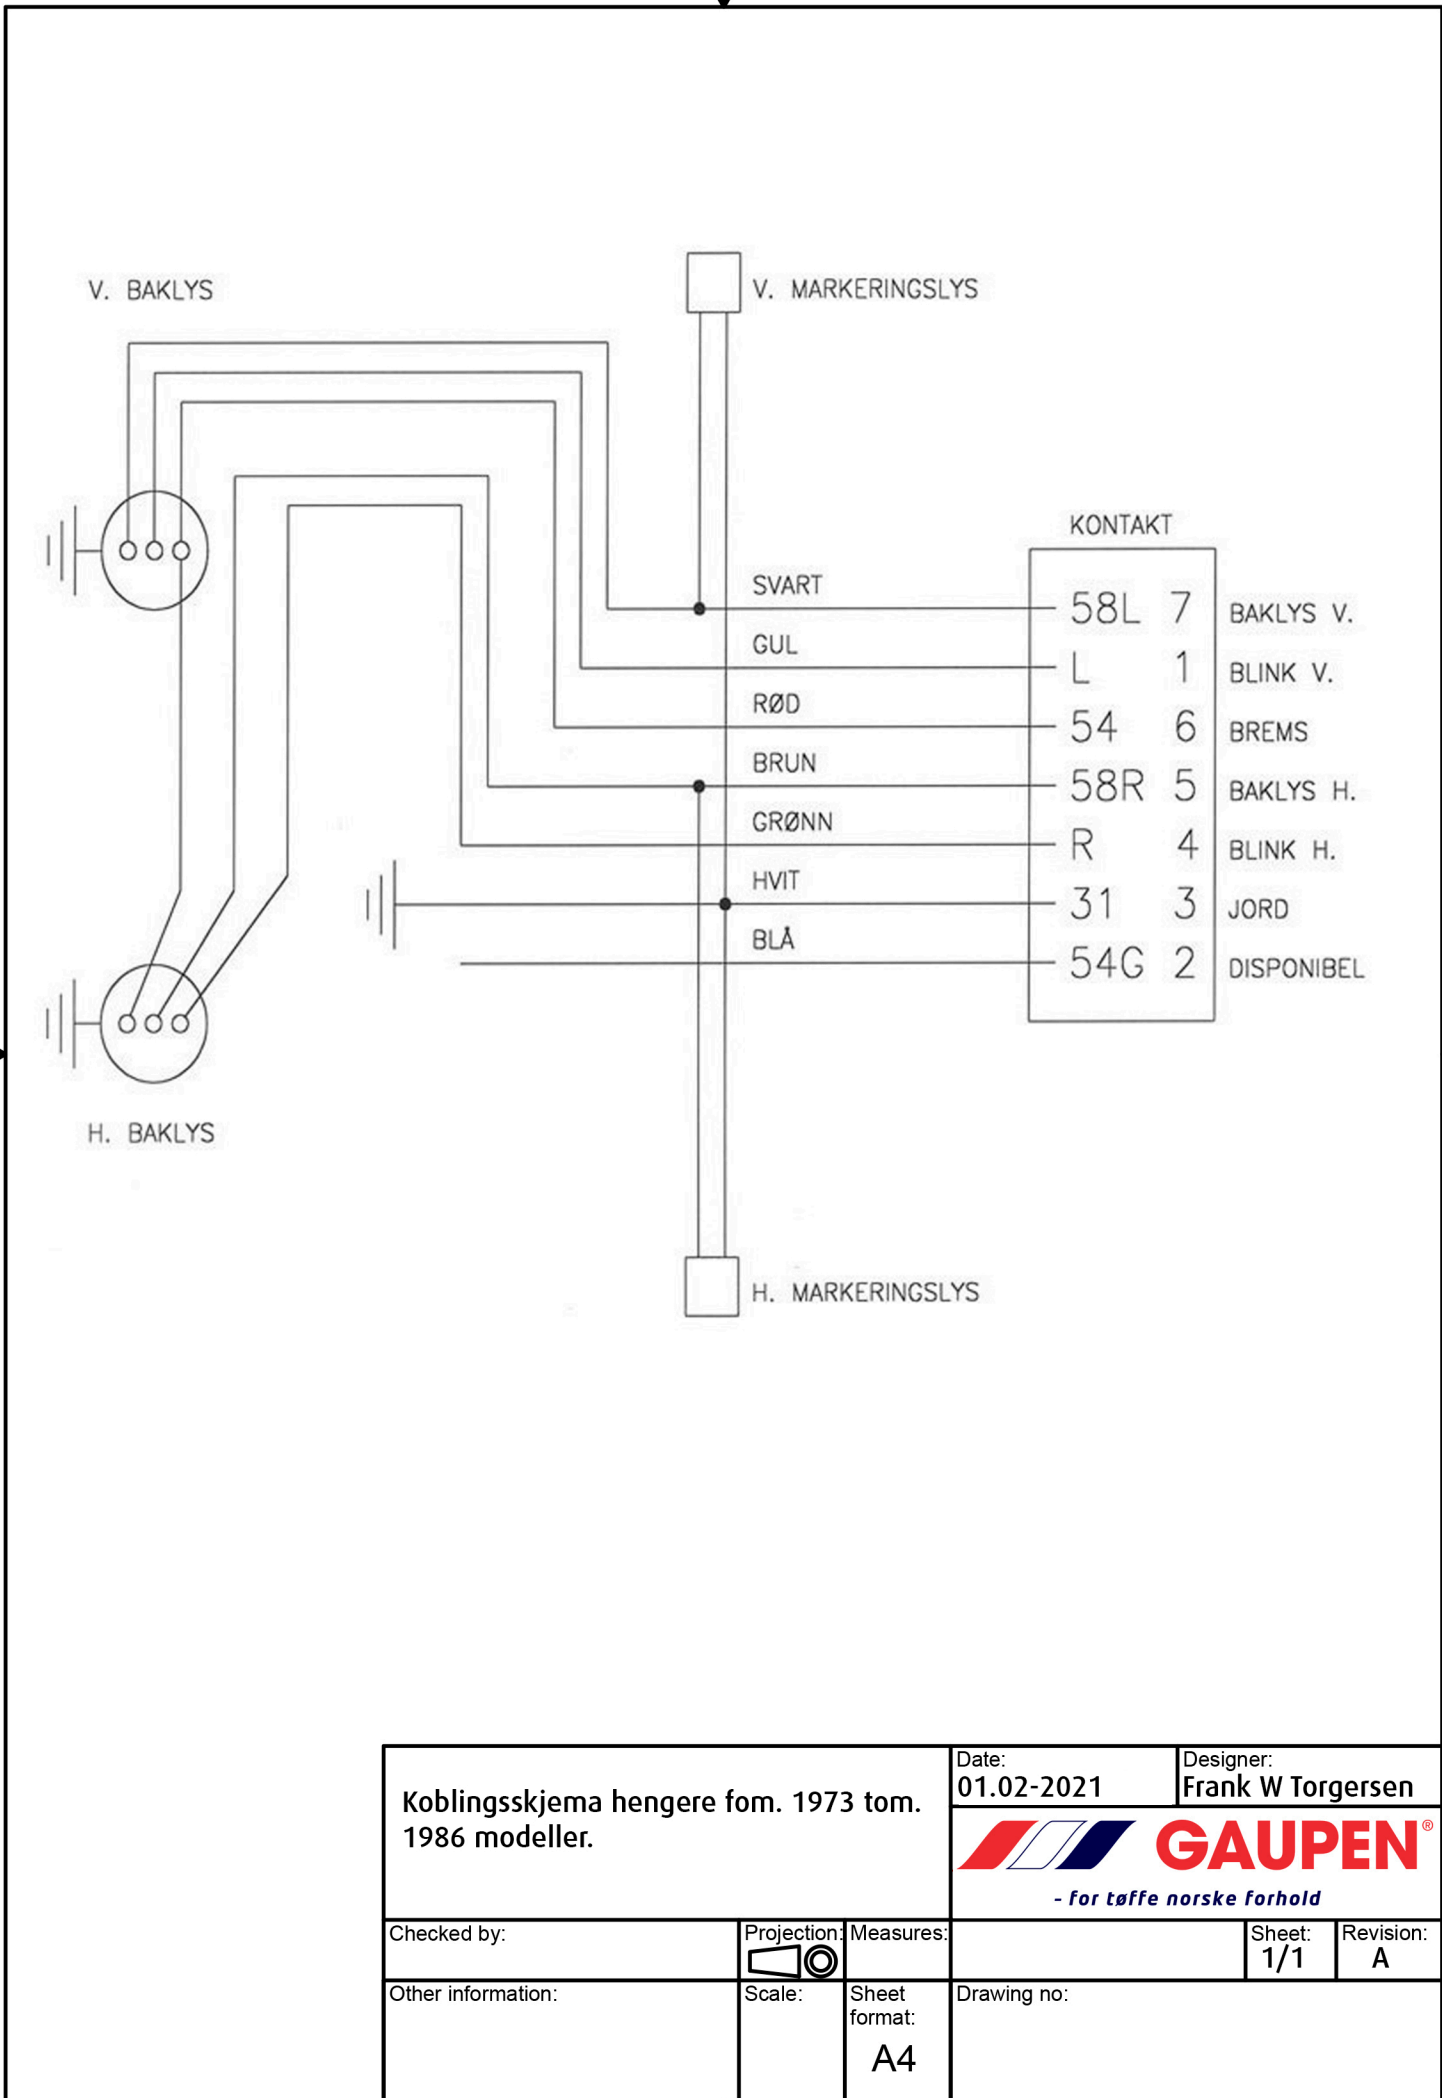 V. BAKLYS
V. MARKERINGSLYS
KONTAKT
SVART
58L 7 BAKLYS V.
GUL
L 1 BLINK V.
RØD
54 6 BREMS
BRUN
58R 5 BAKLYS H.
GRØNN
R 4 BLINK H.
HVIT
31 3 JORD
BLÅ
54G 2 DISPONIBEL
H. BAKLYS
H. MARKERINGSLYS
Koblingsskjema hengere fom. 1973 tom.
1986 modeller.
Date:
01.02-2021
Designer:
Frank W Torgersen
GAUPEN®
- for tøffe norske forhold
Checked by:
Projection:
Measures:
Sheet:
1/1
Revision:
A
Other information:
Scale:
Sheet
format:
A4
Drawing no: